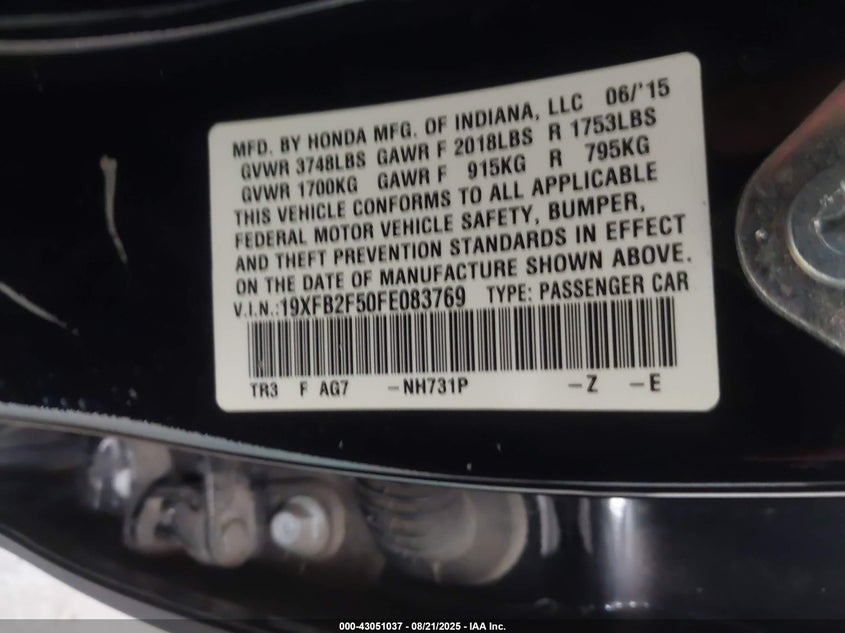 MFD. BY HONDA MFG. OF INDIANA, LLC 06/'15
GVWR 3748LBS GAWR F 2018LBS R 1753LBS
GVWR 1700KG GAWR F 915KG R 795KG
THIS VEHICLE CONFORMS TO ALL APPLICABLE
FEDERAL MOTOR VEHICLE SAFETY, BUMPER,
AND THEFT PREVENTION STANDARDS IN EFFECT
ON THE DATE OF MANUFACTURE SHOWN ABOVE.
V.I.N.:19XFB2F50FE083769 TYPE: PASSENGER CAR
TR3 F AG7 -NH731P -Z -E
000-43051037 - 08/21/2025 - IAA Inc.